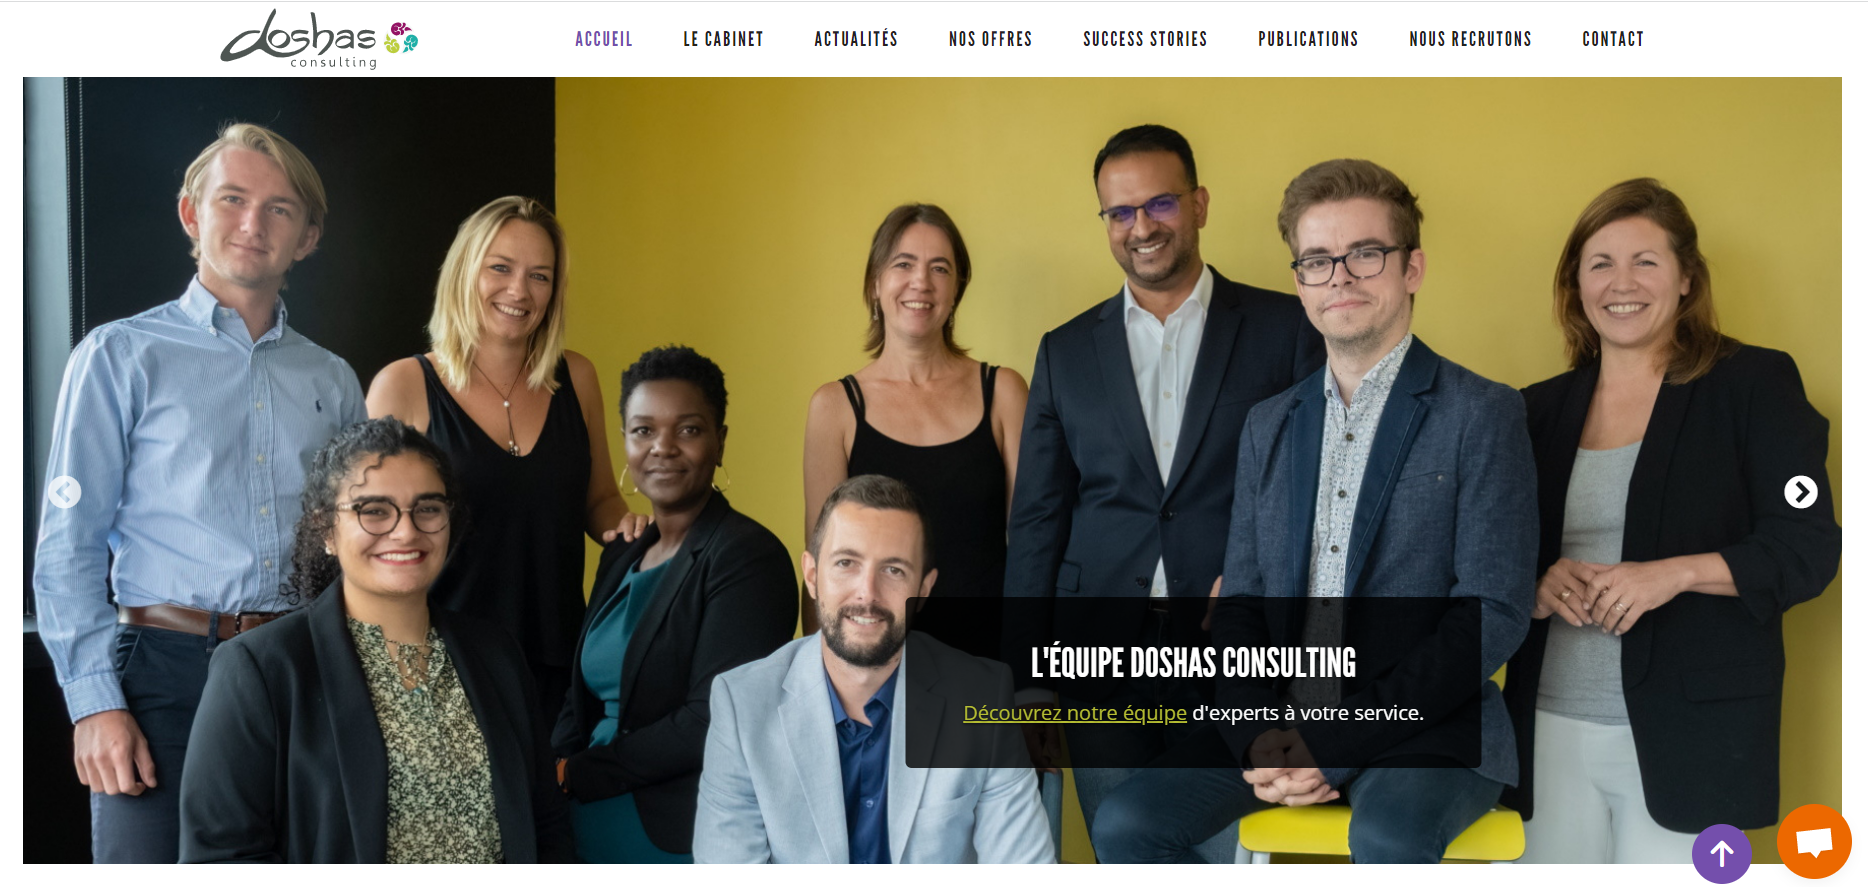 doshas
consulting
ACCUEIL
LE CABINET
ACTUALITÉS
NOS OFFRES
SUCCESS STORIES
PUBLICATIONS
NOUS RECRUTONS
CONTACT
L'ÉQUIPE DOSHAS CONSULTING
Découvrez notre équipe d'experts à votre service.